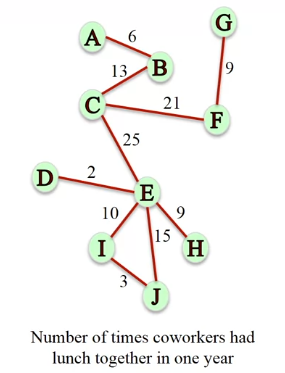 G
A
6
B
13
9
C
21
F
25
D
2
E
10
15
9
I
H
3
J
Number of times coworkers had
lunch together in one year